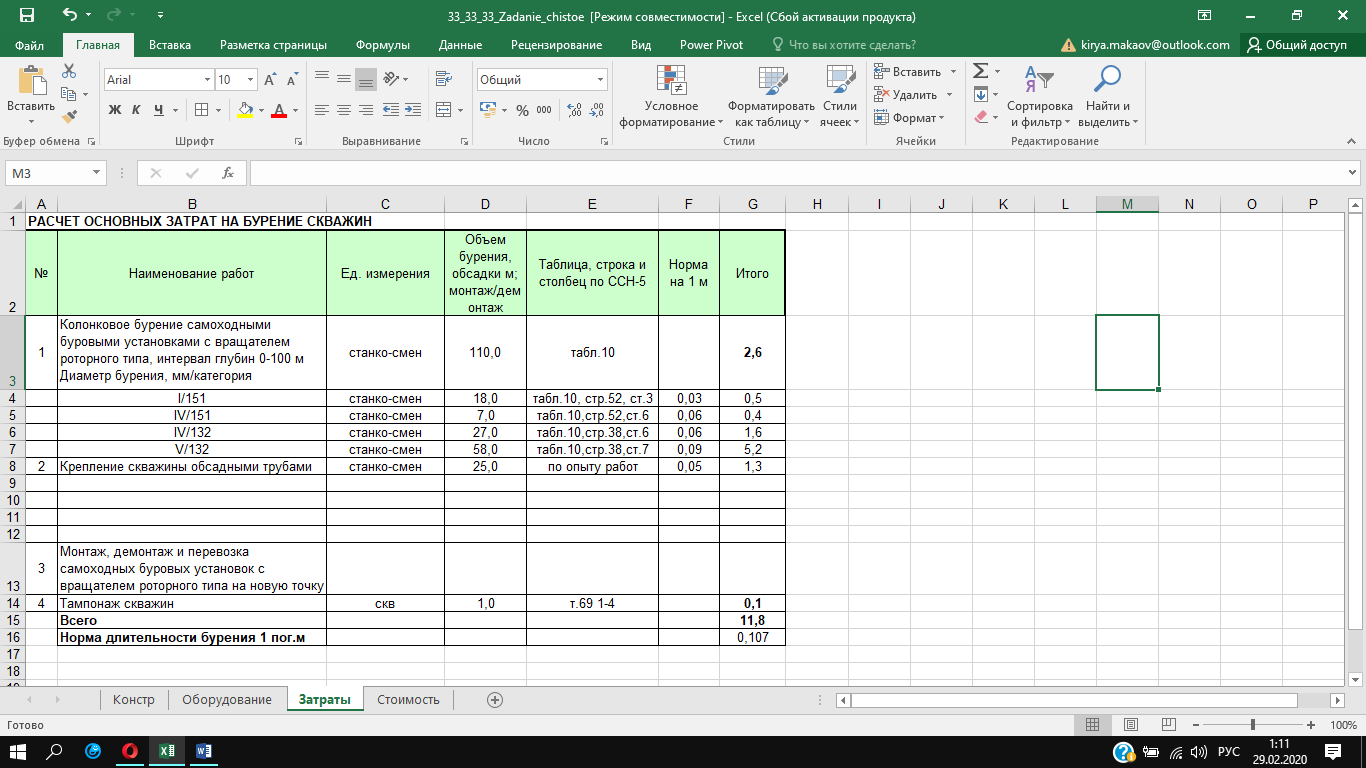 33_33_33_Zadanie_chistoe [Режим совместимости] - Excel (Сбой активации продукта)
Файл Главная Вставка Разметка страницы Формулы Данные Рецензирование Вид Power Pivot Что вы хотите сделать? kirya.makaov@outlook.com Общий доступ
Вставить
Буфер обмена
Arial 10
Ж К Ч
Шрифт
Выравнивание
Общий
% 000
Число
Условное форматирование
Форматировать как таблицу
Стили ячеек
Стили
Вставить
Удалить
Формат
Ячейки
Сортировка и фильтр
Найти и выделить
Редактирование
M3 fx
A B C D E F G H I J K L M N O P
1 РАСЧЕТ ОСНОВНЫХ ЗАТРАТ НА БУРЕНИЕ СКВАЖИН
2 № Наименование работ Ед. измерения Объем бурения, обсадки м; монтаж/демонтаж Таблица, строка и столбец по ССН-5 Норма на 1 м Итого
3 1 Колонковое бурение самоходными буровыми установками с вращателем роторного типа, интервал глубин 0-100 м Диаметр бурения, мм/категория станко-смен 110,0 табл.10 2,6
4 I/151 станко-смен 18,0 табл.10, стр.52, ст.3 0,03 0,5
5 IV/151 станко-смен 7,0 табл.10,стр.52,ст.6 0,06 0,4
6 IV/132 станко-смен 27,0 табл.10,стр.38,ст.6 0,06 1,6
7 V/132 станко-смен 58,0 табл.10,стр.38,ст.7 0,09 5,2
8 2 Крепление скважины обсадными трубами станко-смен 25,0 по опыту работ 0,05 1,3
9
10
11
12
13 3 Монтаж, демонтаж и перевозка самоходных буровых установок с вращателем роторного типа на новую точку
14 4 Тампонаж скважин скв 1,0 т.69 1-4 0,1
15 Всего 11,8
16 Норма длительности бурения 1 пог.м 0,107
17
18
Констр Оборудование Затраты Стоимость
Готово 100%
РУС 1:11
29.02.2020